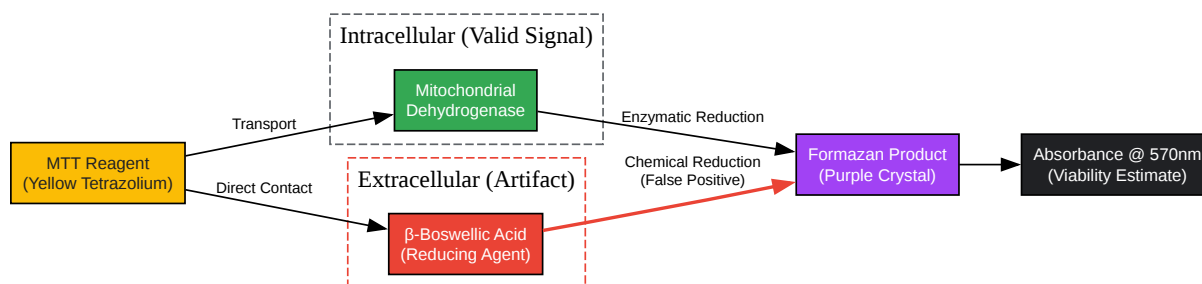 Intracellular (Valid Signal)
Mitochondrial
Dehydrogenase
Transport
Enzymatic Reduction
MTT Reagent
(Yellow Tetrazolium)
Chemical Reduction
(False Positive)
Formazan Product
(Purple Crystal)
Absorbance @ 570nm
(Viability Estimate)
Direct Contact
Extracellular (Artifact)
β-Boswellic Acid
(Reducing Agent)